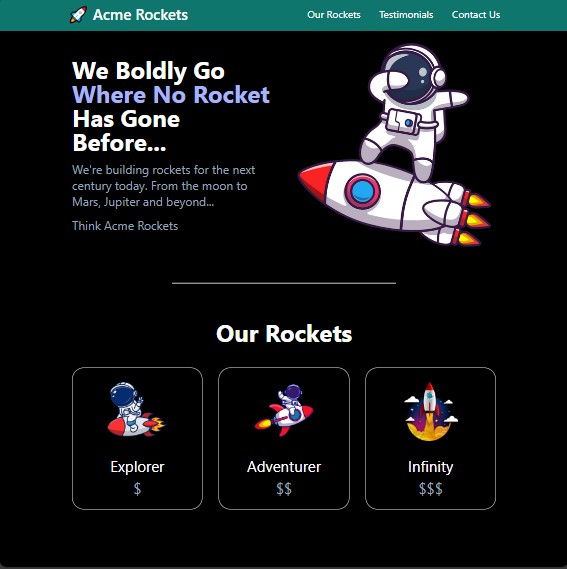 Acme Rockets
Our Rockets
Testimonials
Contact Us
We Boldly Go
Where No Rocket
Has Gone
Before...
We're building rockets for the next
century today. From the moon to
Mars, Jupiter and beyond...
Think Acme Rockets
Our Rockets
Explorer
$
Adventurer
$$
Infinity
$$$